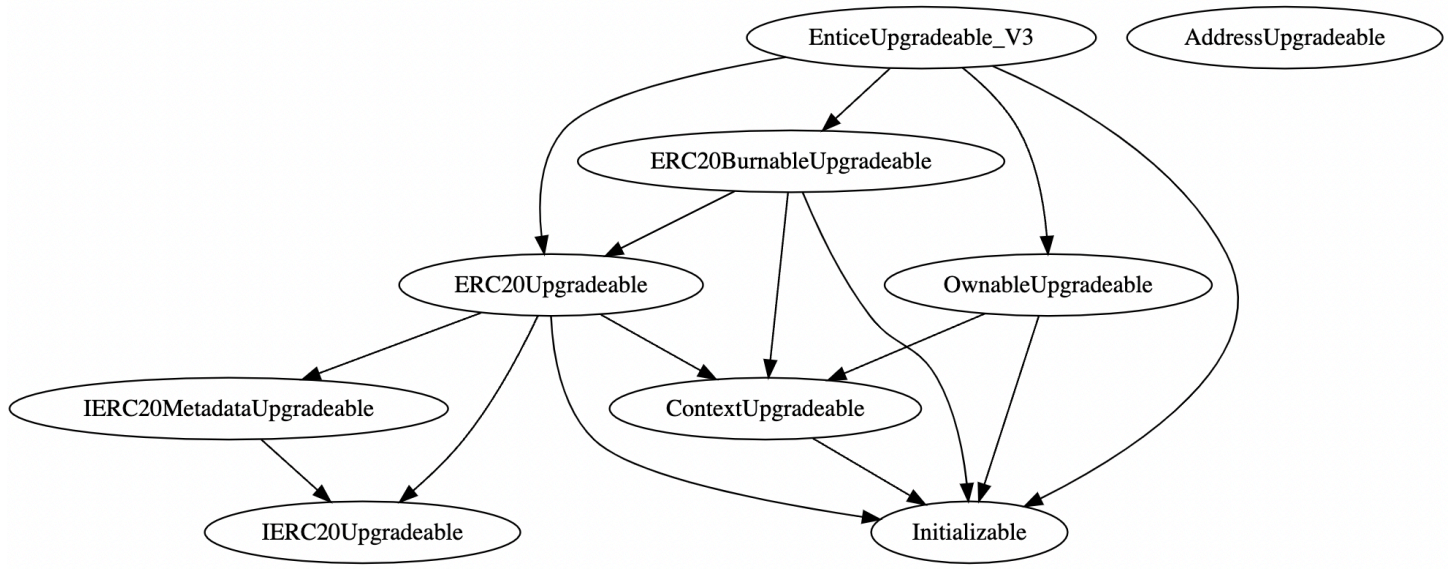 EnticeUpgradeable_V3
AddressUpgradeable
ERC20BurnableUpgradeable
ERC20Upgradeable
OwnableUpgradeable
IERC20MetadataUpgradeable
ContextUpgradeable
IERC20Upgradeable
Initializable